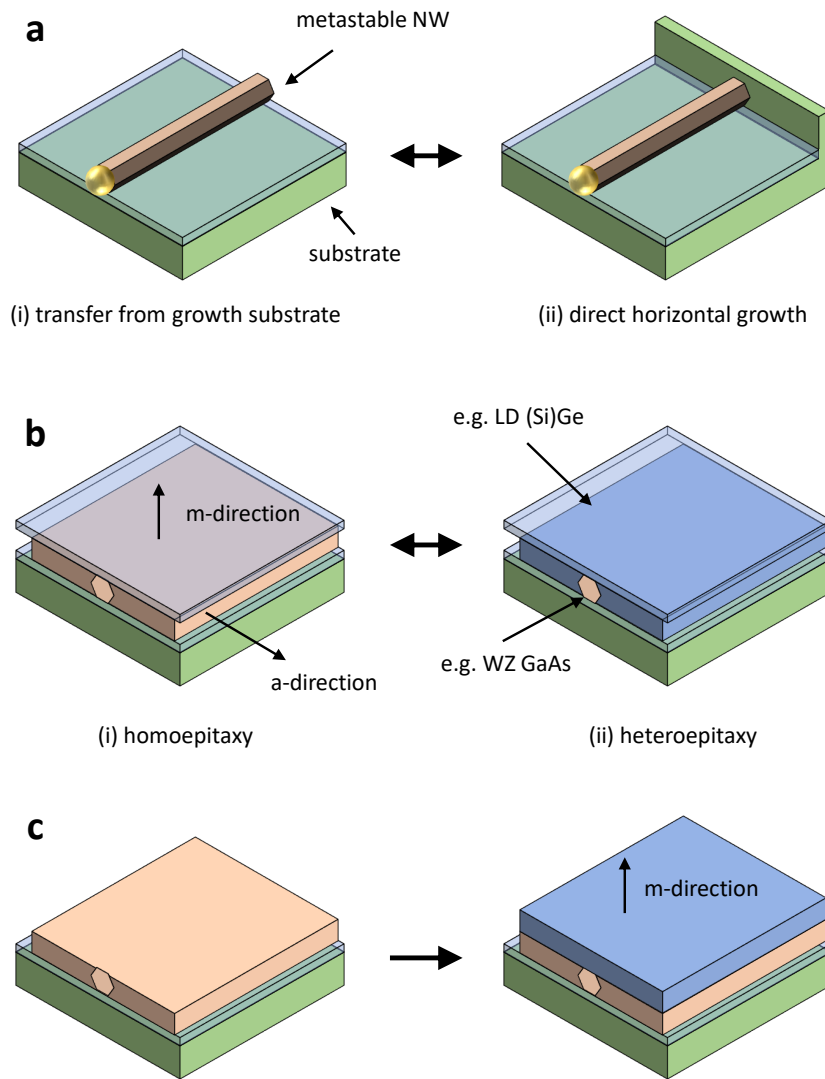 a
metastable NW
substrate
(i) transfer from growth substrate
(ii) direct horizontal growth
b
e.g. LD (Si)Ge
m-direction
a-direction
e.g. WZ GaAs
(i) homoepitaxy
(ii) heteroepitaxy
c
m-direction